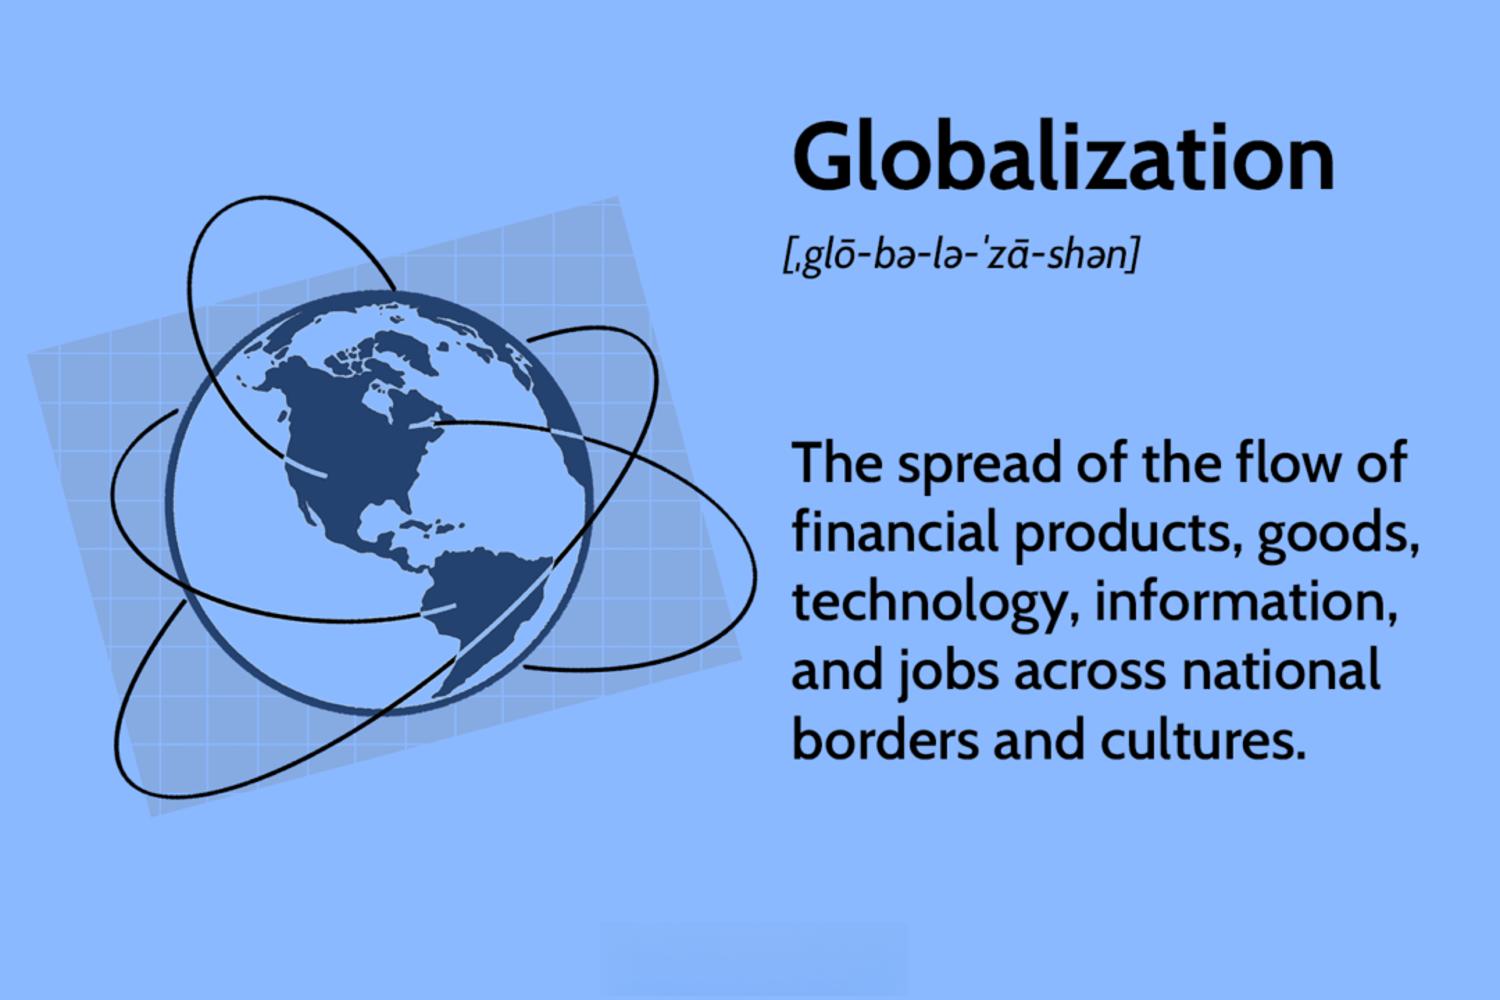 Globalization
[ˌglō-bə-lə-ˈzā-shən]
The spread of the flow of
financial products, goods,
technology, information,
and jobs across national
borders and cultures.